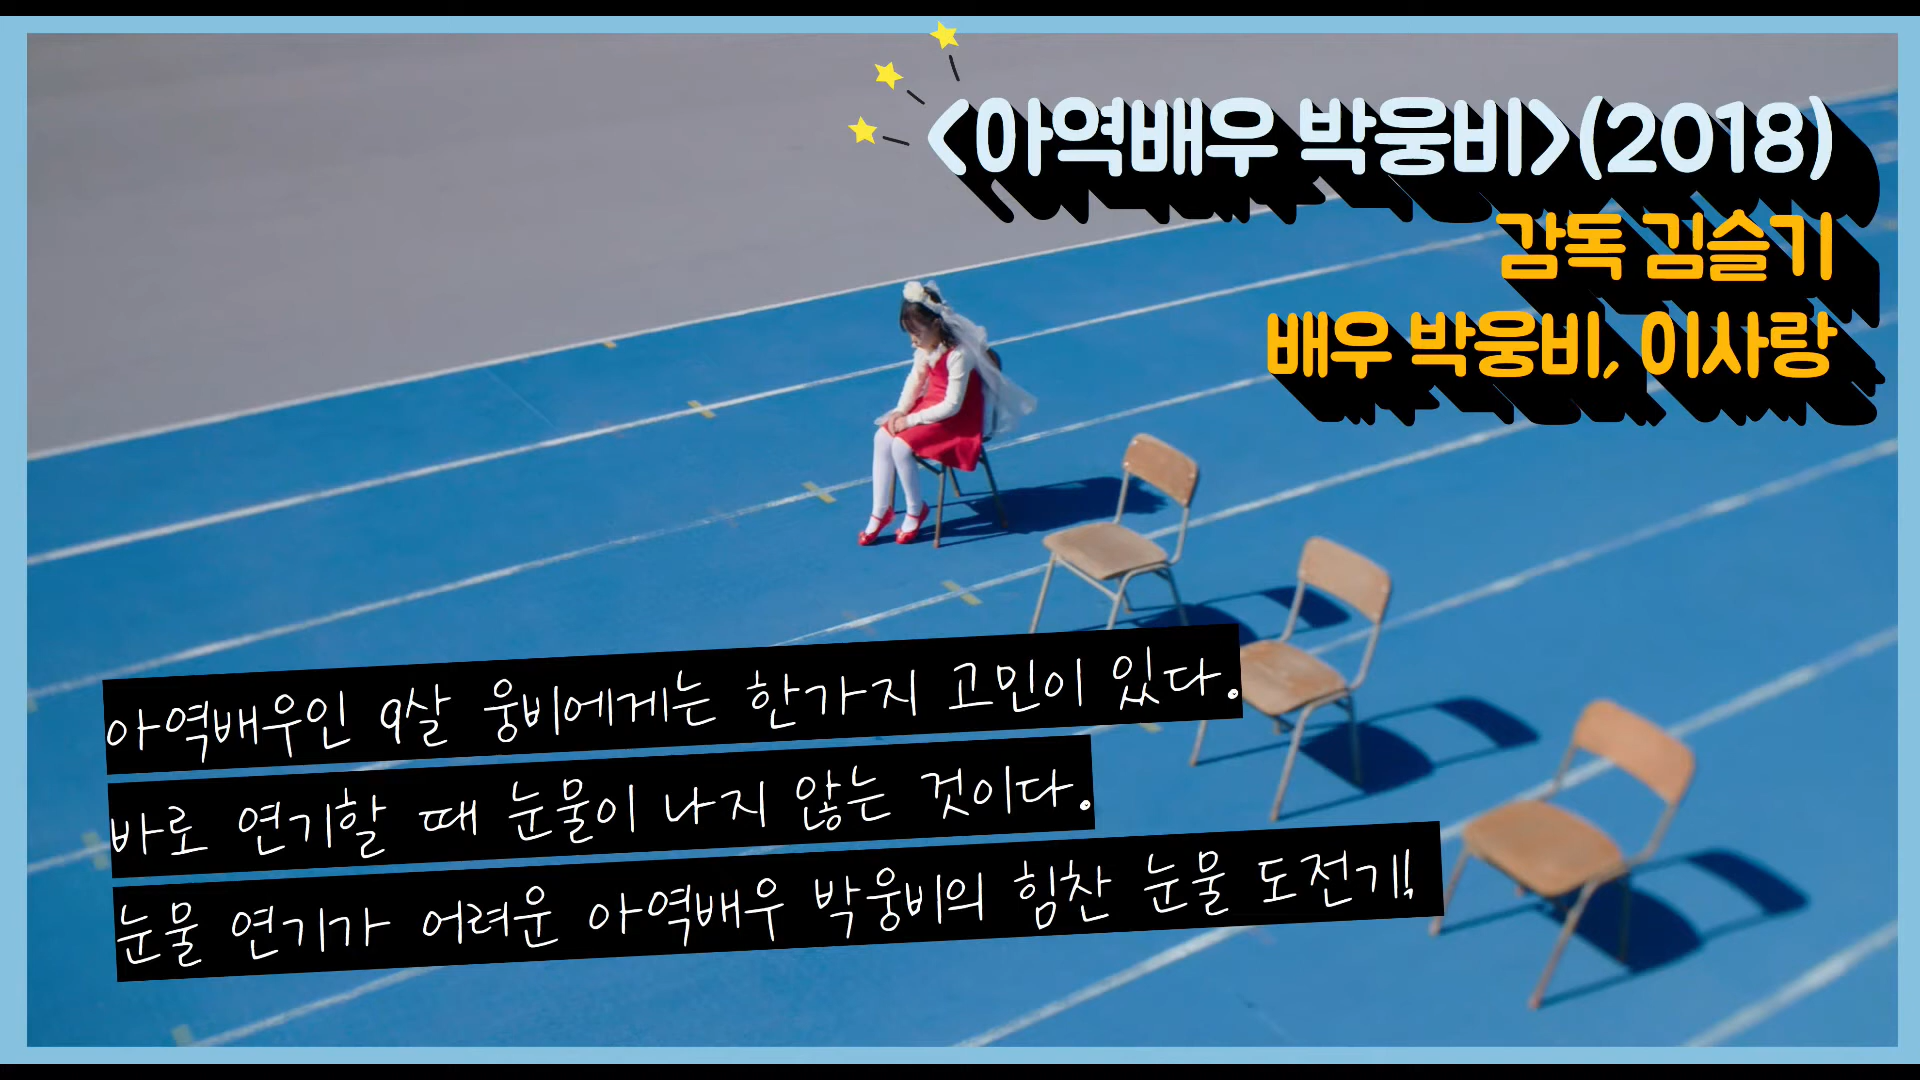 <아역배우 박웅비>(2018)
감독 김슬기
배우 박웅비, 이사랑
아역배우인 9살 웅비에게는 한가지 고민이 있다.
바로 연기할 때 눈물이 나지 않는 것이다.
눈물 연기가 어려운 아역배우 박웅비의 힘찬 눈물 도전기!